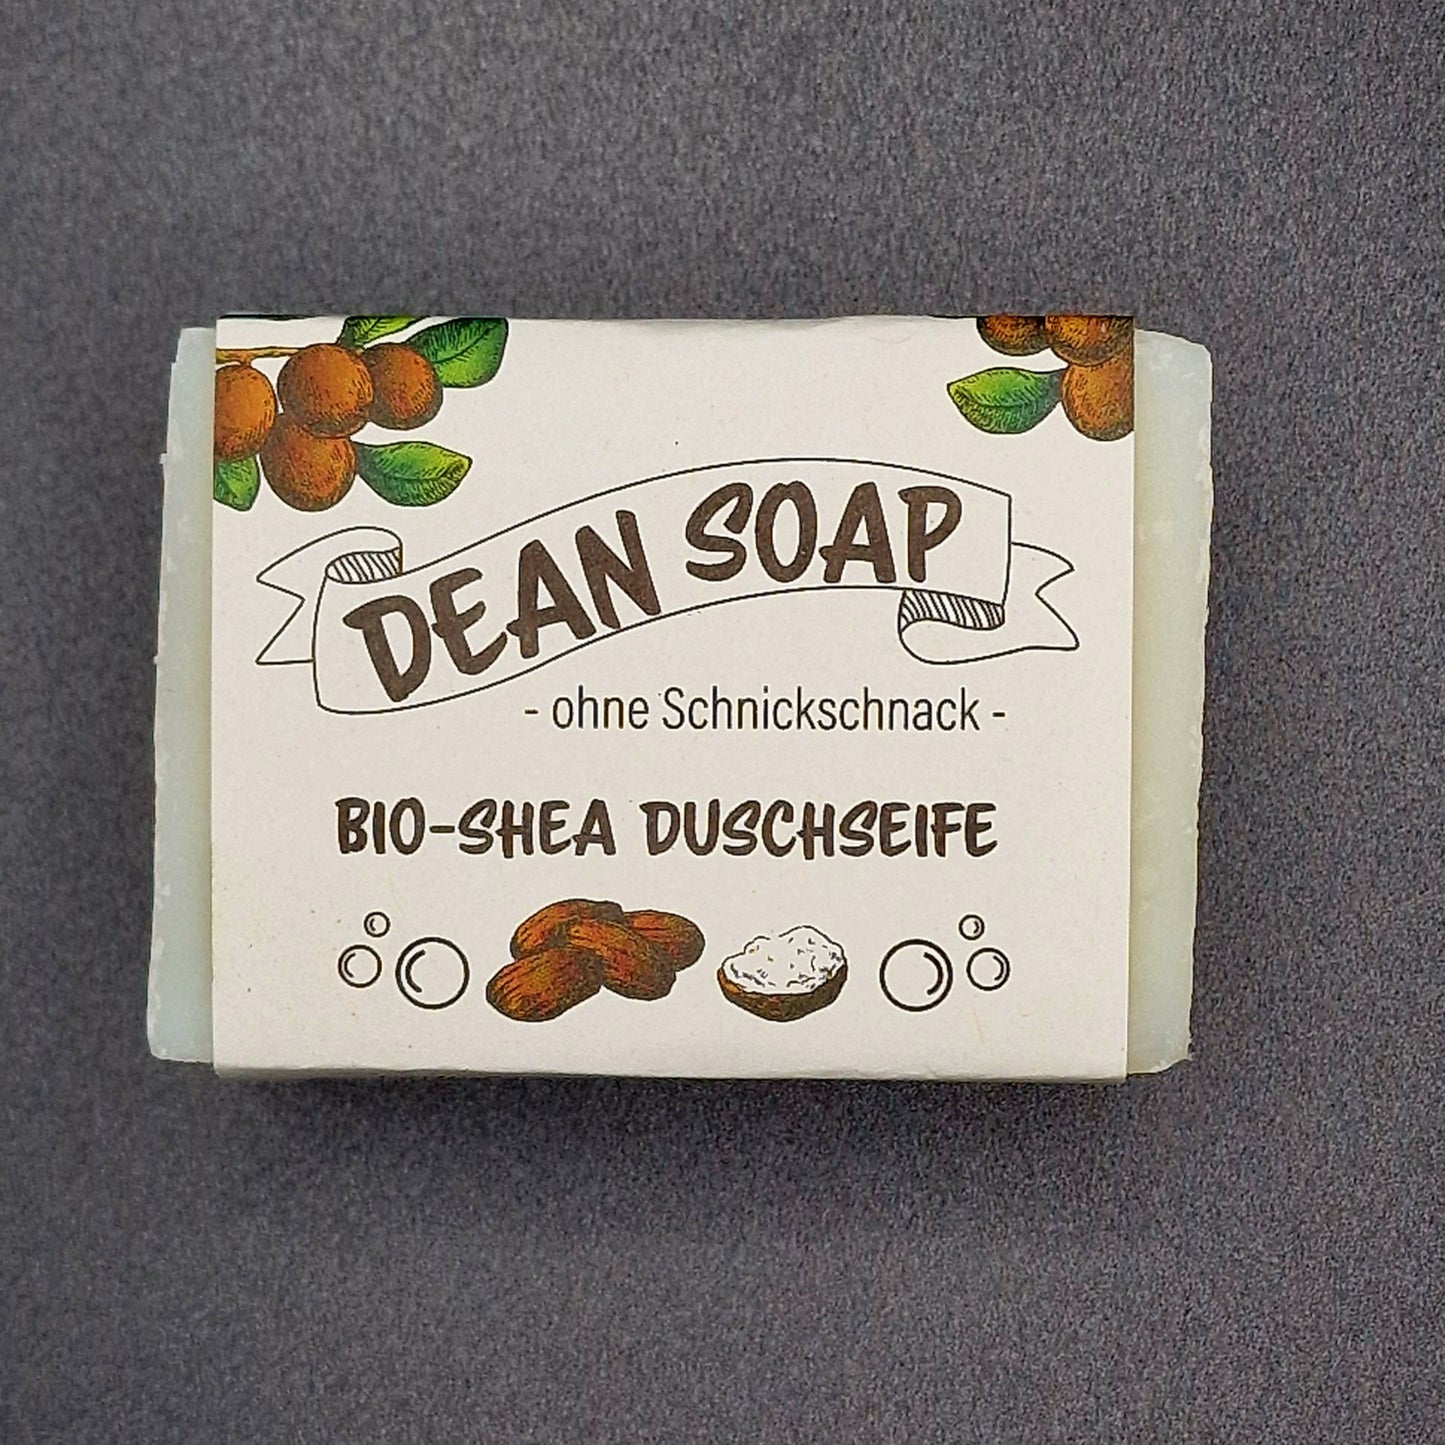 DEAN SOAP
- ohne Schnickschnack -
BIO-SHEA DUSCHSEIFE